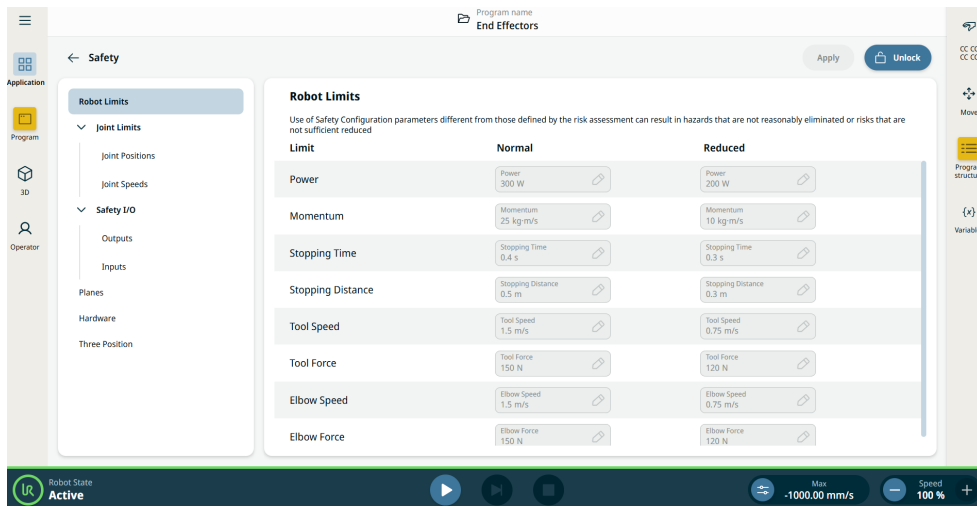 Program name
End Effectors
Safety
Apply
Unlock
CC CC
CC CC
Application
Program
3D
Operator
Robot Limits
Joint Limits
Joint Positions
Joint Speeds
Safety I/O
Outputs
Inputs
Planes
Hardware
Three Position
Robot Limits
Use of Safety Configuration parameters different from those defined by the risk assessment can result in hazards that are not reasonably eliminated or risks that are
not sufficient reduced
Limit Normal Reduced
Power
Power
300 W
Power
200 W
Momentum
Momentum
25 kg·m/s
Momentum
10 kg·m/s
Stopping Time
Stopping Time
0.4 s
Stopping Time
0.3 s
Stopping Distance
Stopping Distance
0.5 m
Stopping Distance
0.3 m
Tool Speed
Tool Speed
1.5 m/s
Tool Speed
0.75 m/s
Tool Force
Tool Force
150 N
Tool Force
120 N
Elbow Speed
Elbow Speed
1.5 m/s
Elbow Speed
0.75 m/s
Elbow Force
Elbow Force
150 N
Elbow Force
120 N
Move
Progra
structu
{x}
Variabl
UR
Robot State
Active
Max
-1000.00 mm/s
Speed
100 %